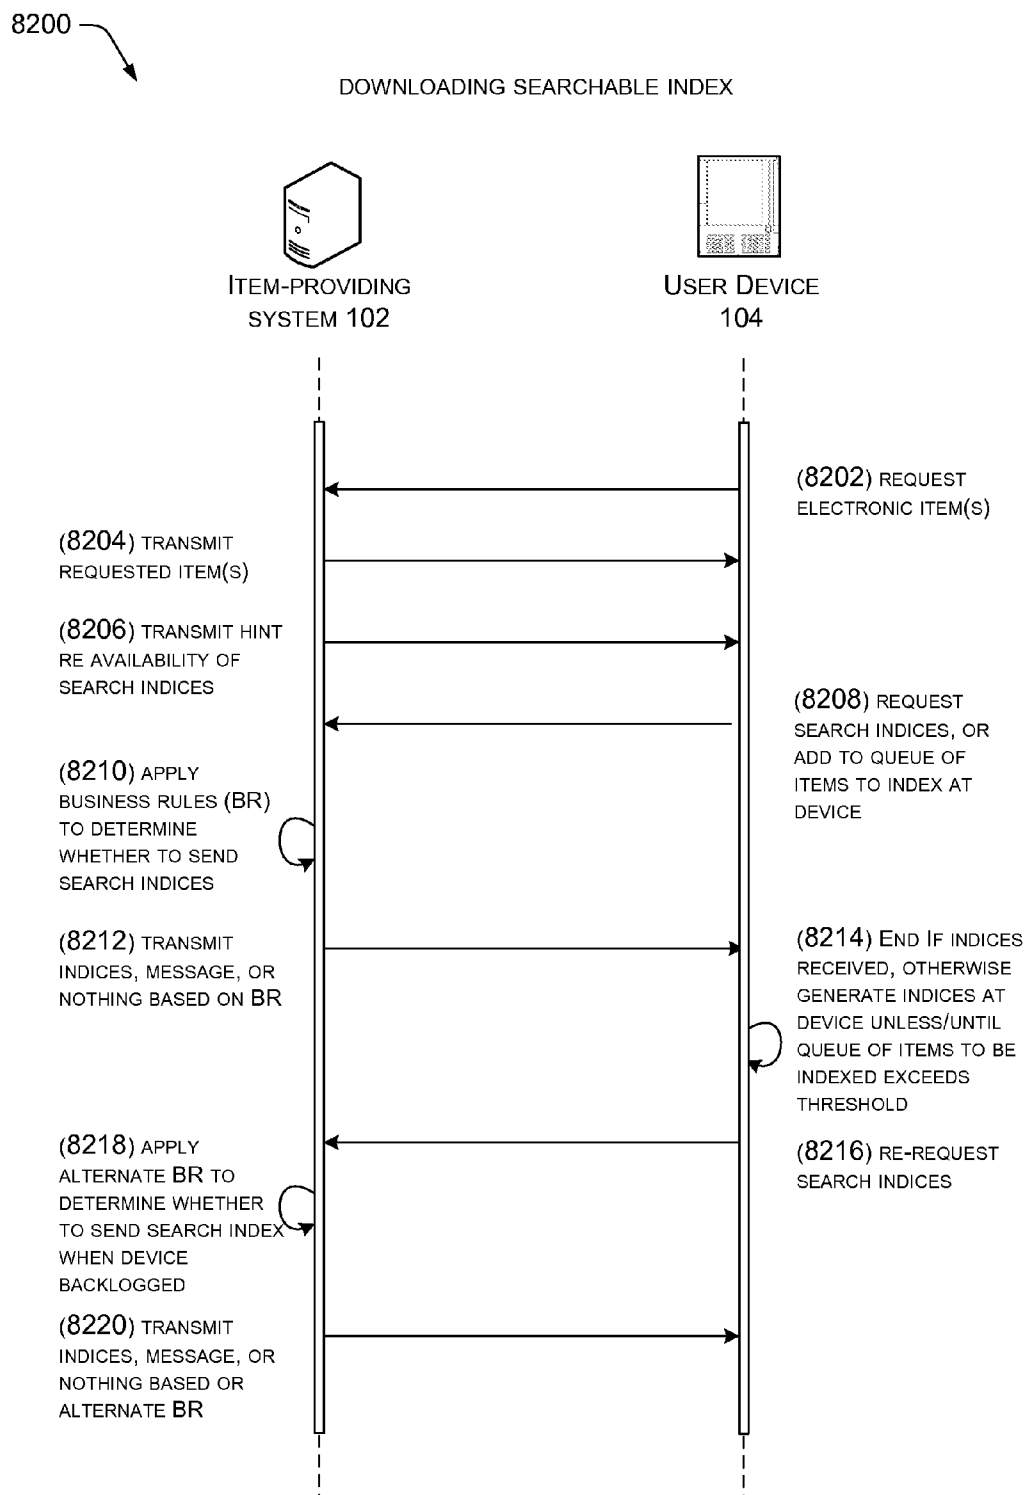 8200
DOWNLOADING SEARCHABLE INDEX
ITEM-PROVIDING
SYSTEM 102
USER DEVICE
104
(8202) REQUEST
ELECTRONIC ITEM(S)
(8204) TRANSMIT
REQUESTED ITEM(S)
(8206) TRANSMIT HINT
RE AVAILABILITY OF
SEARCH INDICES
(8208) REQUEST
SEARCH INDICES, OR
ADD TO QUEUE OF
ITEMS TO INDEX AT
DEVICE
(8210) APPLY
BUSINESS RULES (BR)
TO DETERMINE
WHETHER TO SEND
SEARCH INDICES
(8212) TRANSMIT
INDICES, MESSAGE, OR
NOTHING BASED ON BR
(8214) END IF INDICES
RECEIVED, OTHERWISE
GENERATE INDICES AT
DEVICE UNLESS/UNTIL
QUEUE OF ITEMS TO BE
INDEXED EXCEEDS
THRESHOLD
(8216) RE-REQUEST
SEARCH INDICES
(8218) APPLY
ALTERNATE BR TO
DETERMINE WHETHER
TO SEND SEARCH INDEX
WHEN DEVICE
BACKLOGGED
(8220) TRANSMIT
INDICES, MESSAGE, OR
NOTHING BASED OR
ALTERNATE BR